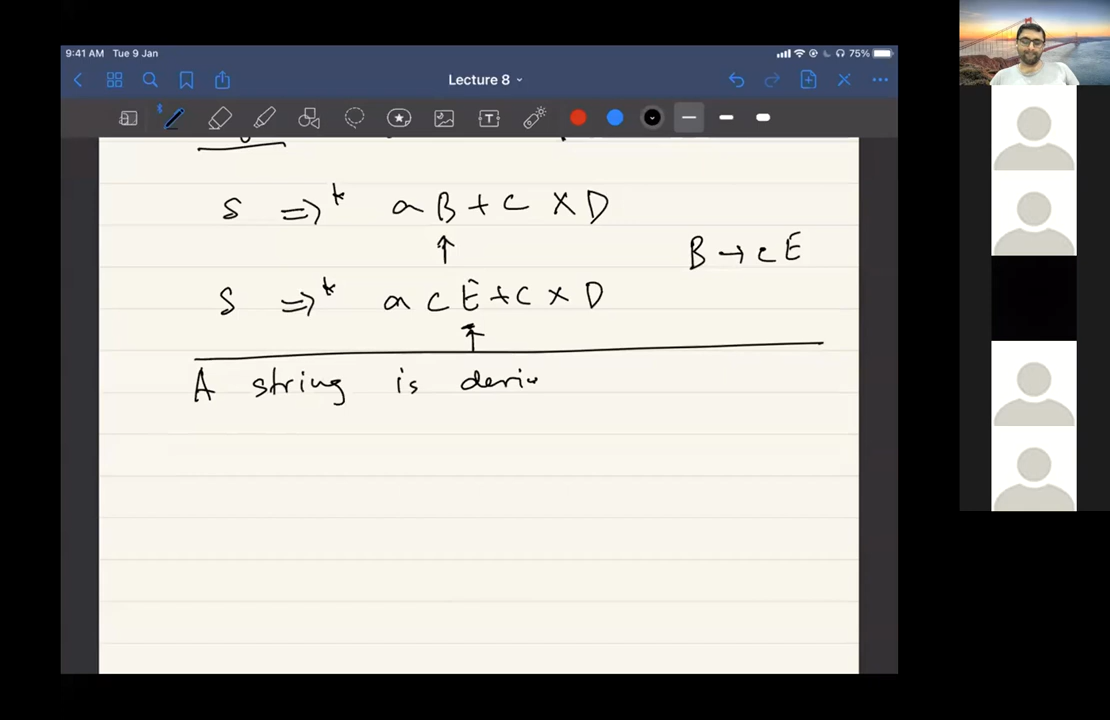 9:41 AM Tue 9 Jan
75%
Lecture 8
S ⇒* a B + C × D
B → c E
S ⇒* a c E + C × D
A string is deriv